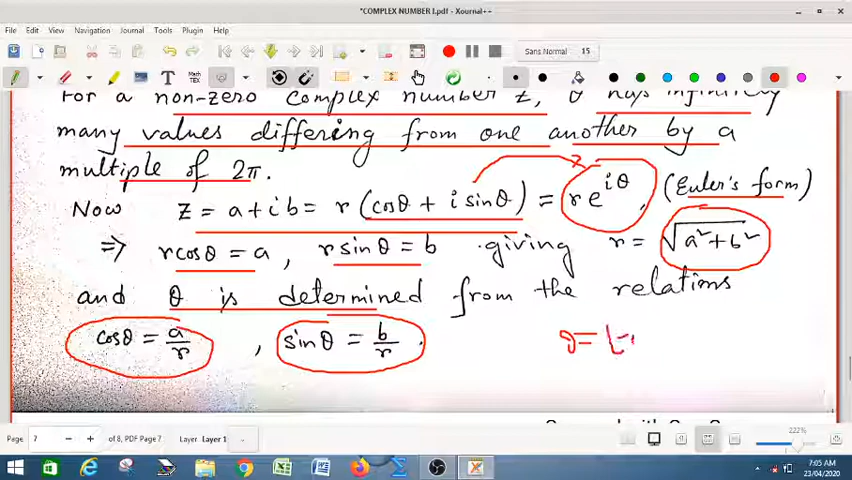 *COMPLEX NUMBER I.pdf - Xournal++
File Edit View Navigation Journal Tools Plugin Help
Sans Normal 15
For a non-zero complex number z, θ has infinitely
many values differing from one another by a
multiple of 2π.
Now z = a+ib = r(cosθ + i sinθ) = re^{iθ}, (Euler's form)
⇒ rcosθ = a, rsinθ = b giving r = √a²+b²
and θ is determined from the relations
cosθ = a/r , sinθ = b/r .
Page 7 of 8, PDF Page 7 Layer Layer 1
222%
7:05 AM
23/04/2020